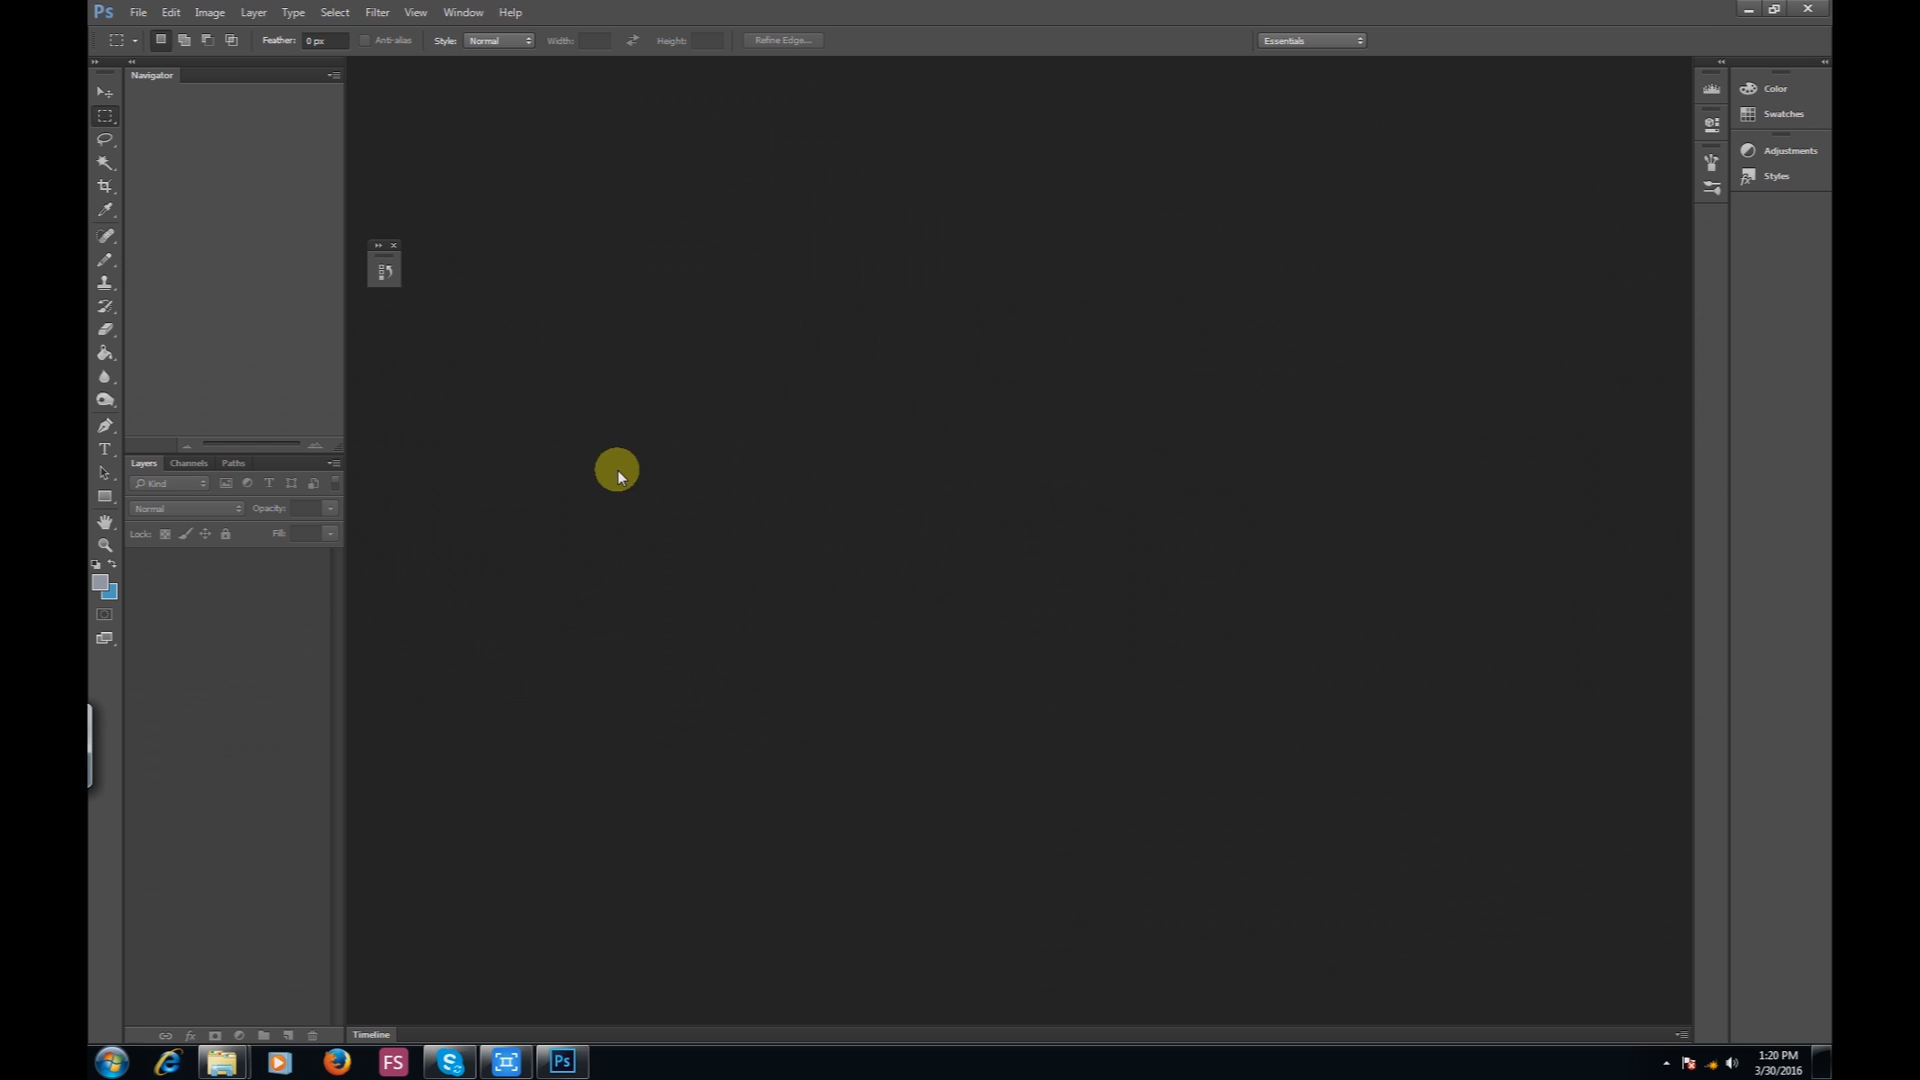 Ps File Edit Image Layer Type Select Filter View Window Help
Feather: 0 px Anti-alias Style: Normal Width: Height: Refine Edge... Essentials
Navigator
Color
Swatches
Adjustments
Styles
Layers Channels Paths
Kind
Normal Opacity:
Lock: Fill:
Timeline
FS Ps
1:20 PM
3/30/2016